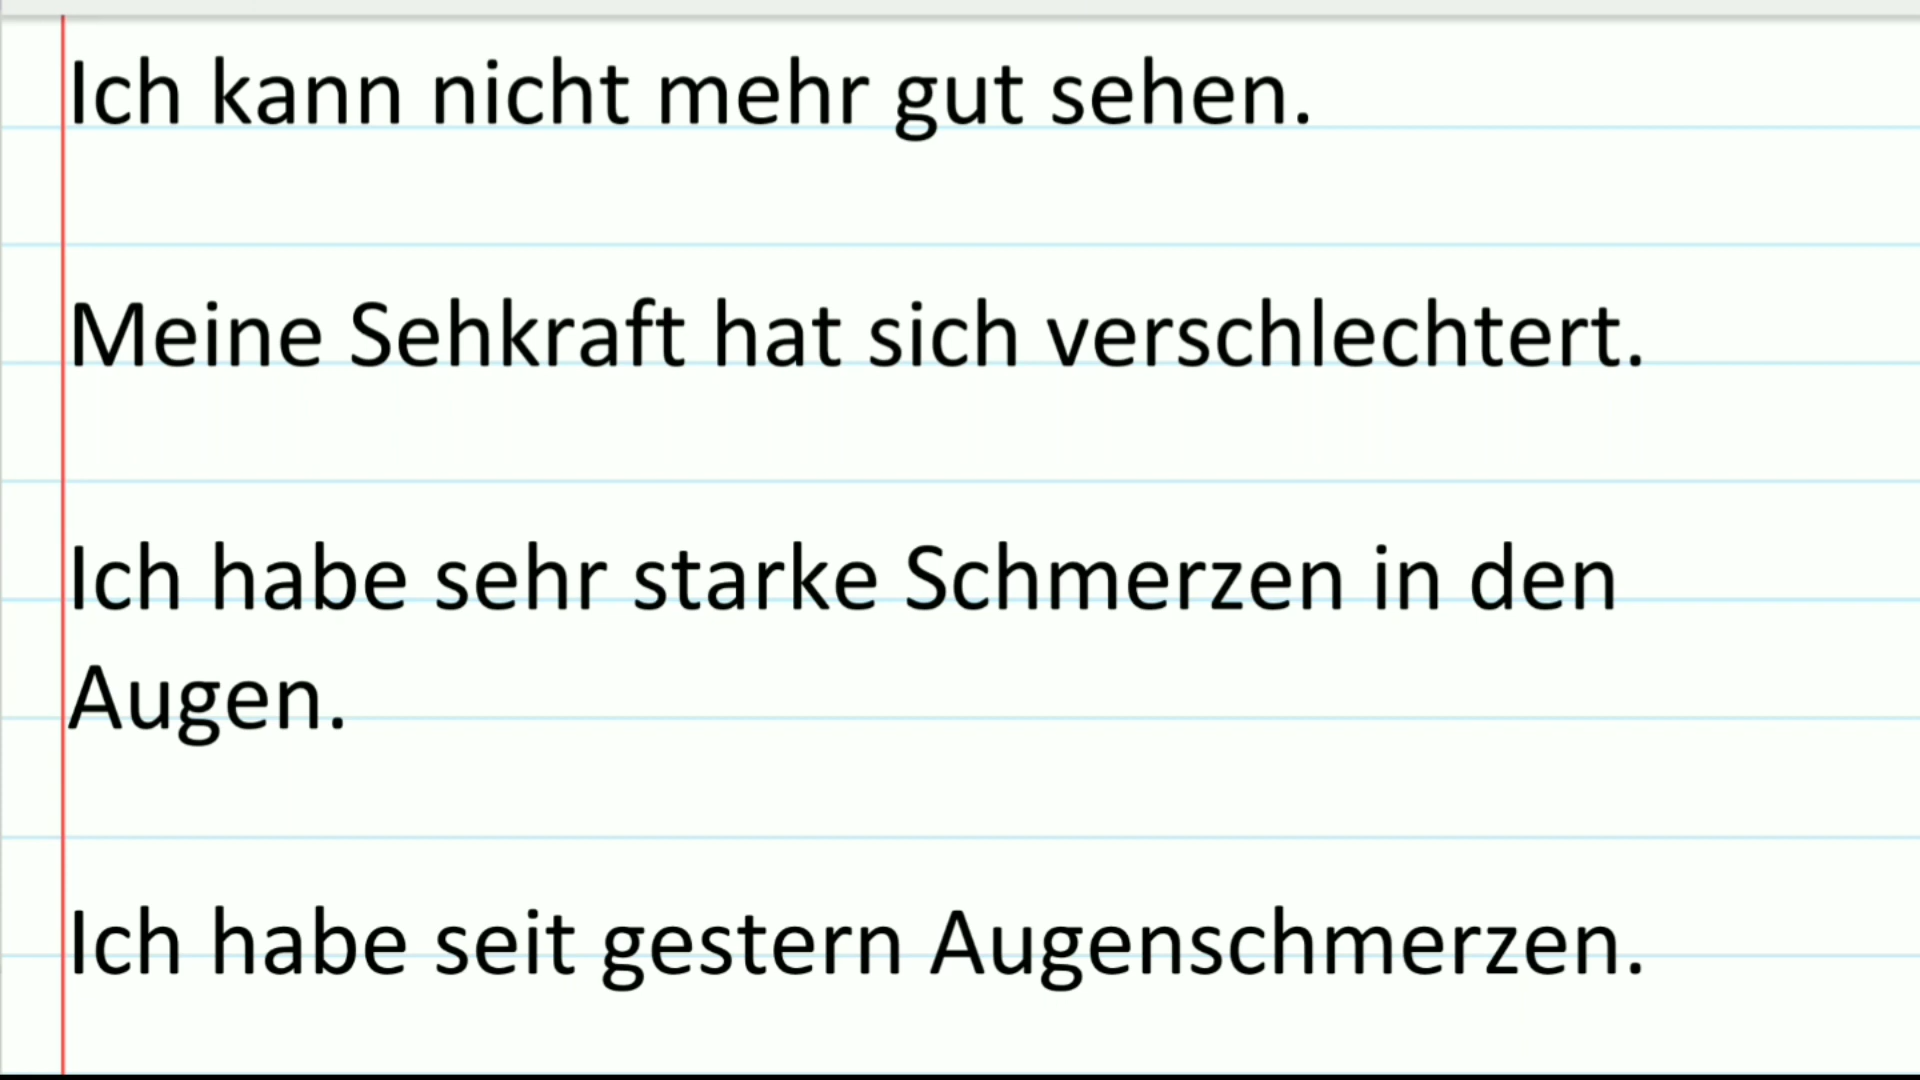 Ich kann nicht mehr gut sehen.
Meine Sehkraft hat sich verschlechtert.
Ich habe sehr starke Schmerzen in den
Augen.
Ich habe seit gestern Augenschmerzen.